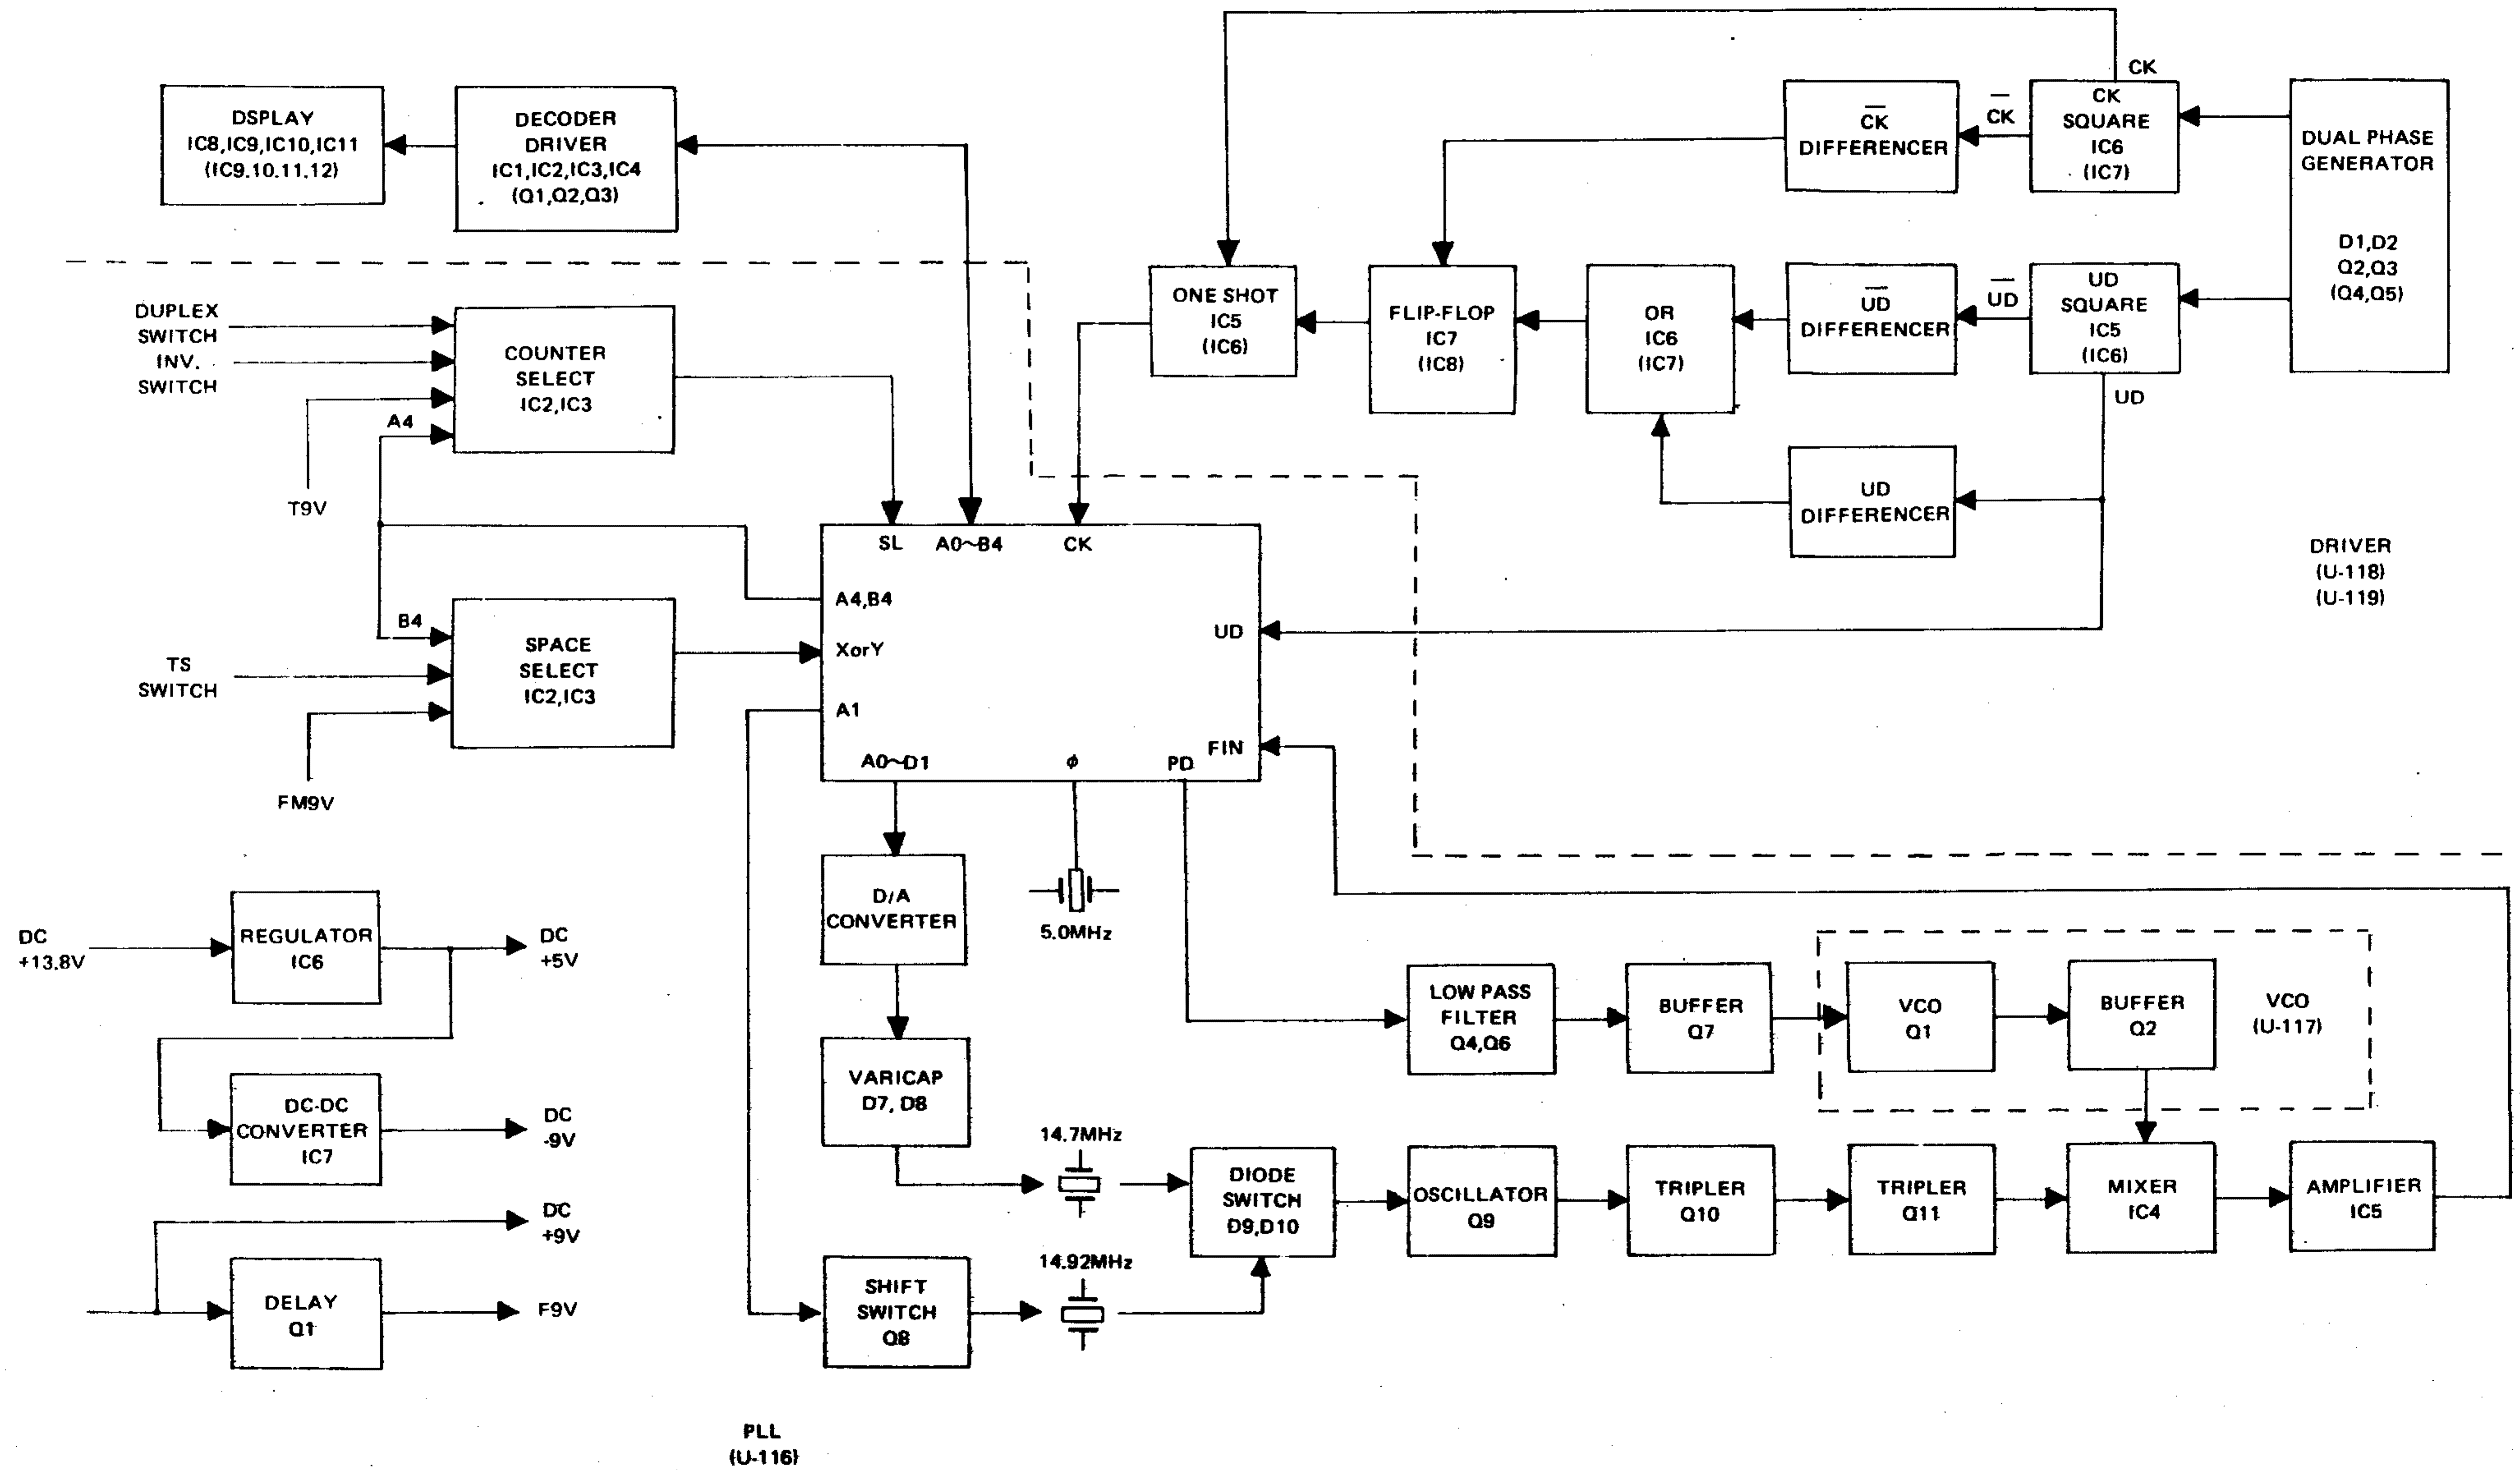 DSPLAY
IC8,IC9,IC10,IC11
(IC9.10.11.12)
DECODER
DRIVER
IC1,IC2,IC3,IC4
(Q1,Q2,Q3)
CK
C̅K̅
DIFFERENCER
C̅K̅
CK
SQUARE
IC6
(IC7)
DUAL PHASE
GENERATOR
D1,D2
Q2,Q3
(Q4,Q5)
DUPLEX
SWITCH
INV.
SWITCH
A4
T9V
COUNTER
SELECT
IC2,IC3
ONE SHOT
IC5
(IC6)
FLIP-FLOP
IC7
(IC8)
OR
IC6
(IC7)
U̅D̅
DIFFERENCER
U̅D̅
UD
SQUARE
IC5
(IC6)
UD
UD
DIFFERENCER
DRIVER
(U-118)
(U-119)
SL
A0~B4
CK
A4,B4
XorY
A1
A0~D1
ϕ
PD
FIN
UD
B4
TS
SWITCH
FM9V
SPACE
SELECT
IC2,IC3
D/A
CONVERTER
5.0MHz
DC
+13.8V
REGULATOR
IC6
DC
+5V
DC-DC
CONVERTER
IC7
DC
-9V
DC
+9V
DELAY
Q1
F9V
VARICAP
D7, D8
14.7MHz
14.92MHz
SHIFT
SWITCH
Q8
DIODE
SWITCH
D9,D10
LOW PASS
FILTER
Q4,Q6
BUFFER
Q7
VCO
Q1
BUFFER
Q2
VCO
(U-117)
OSCILLATOR
Q9
TRIPLER
Q10
TRIPLER
Q11
MIXER
IC4
AMPLIFIER
IC5
PLL
(U-116)